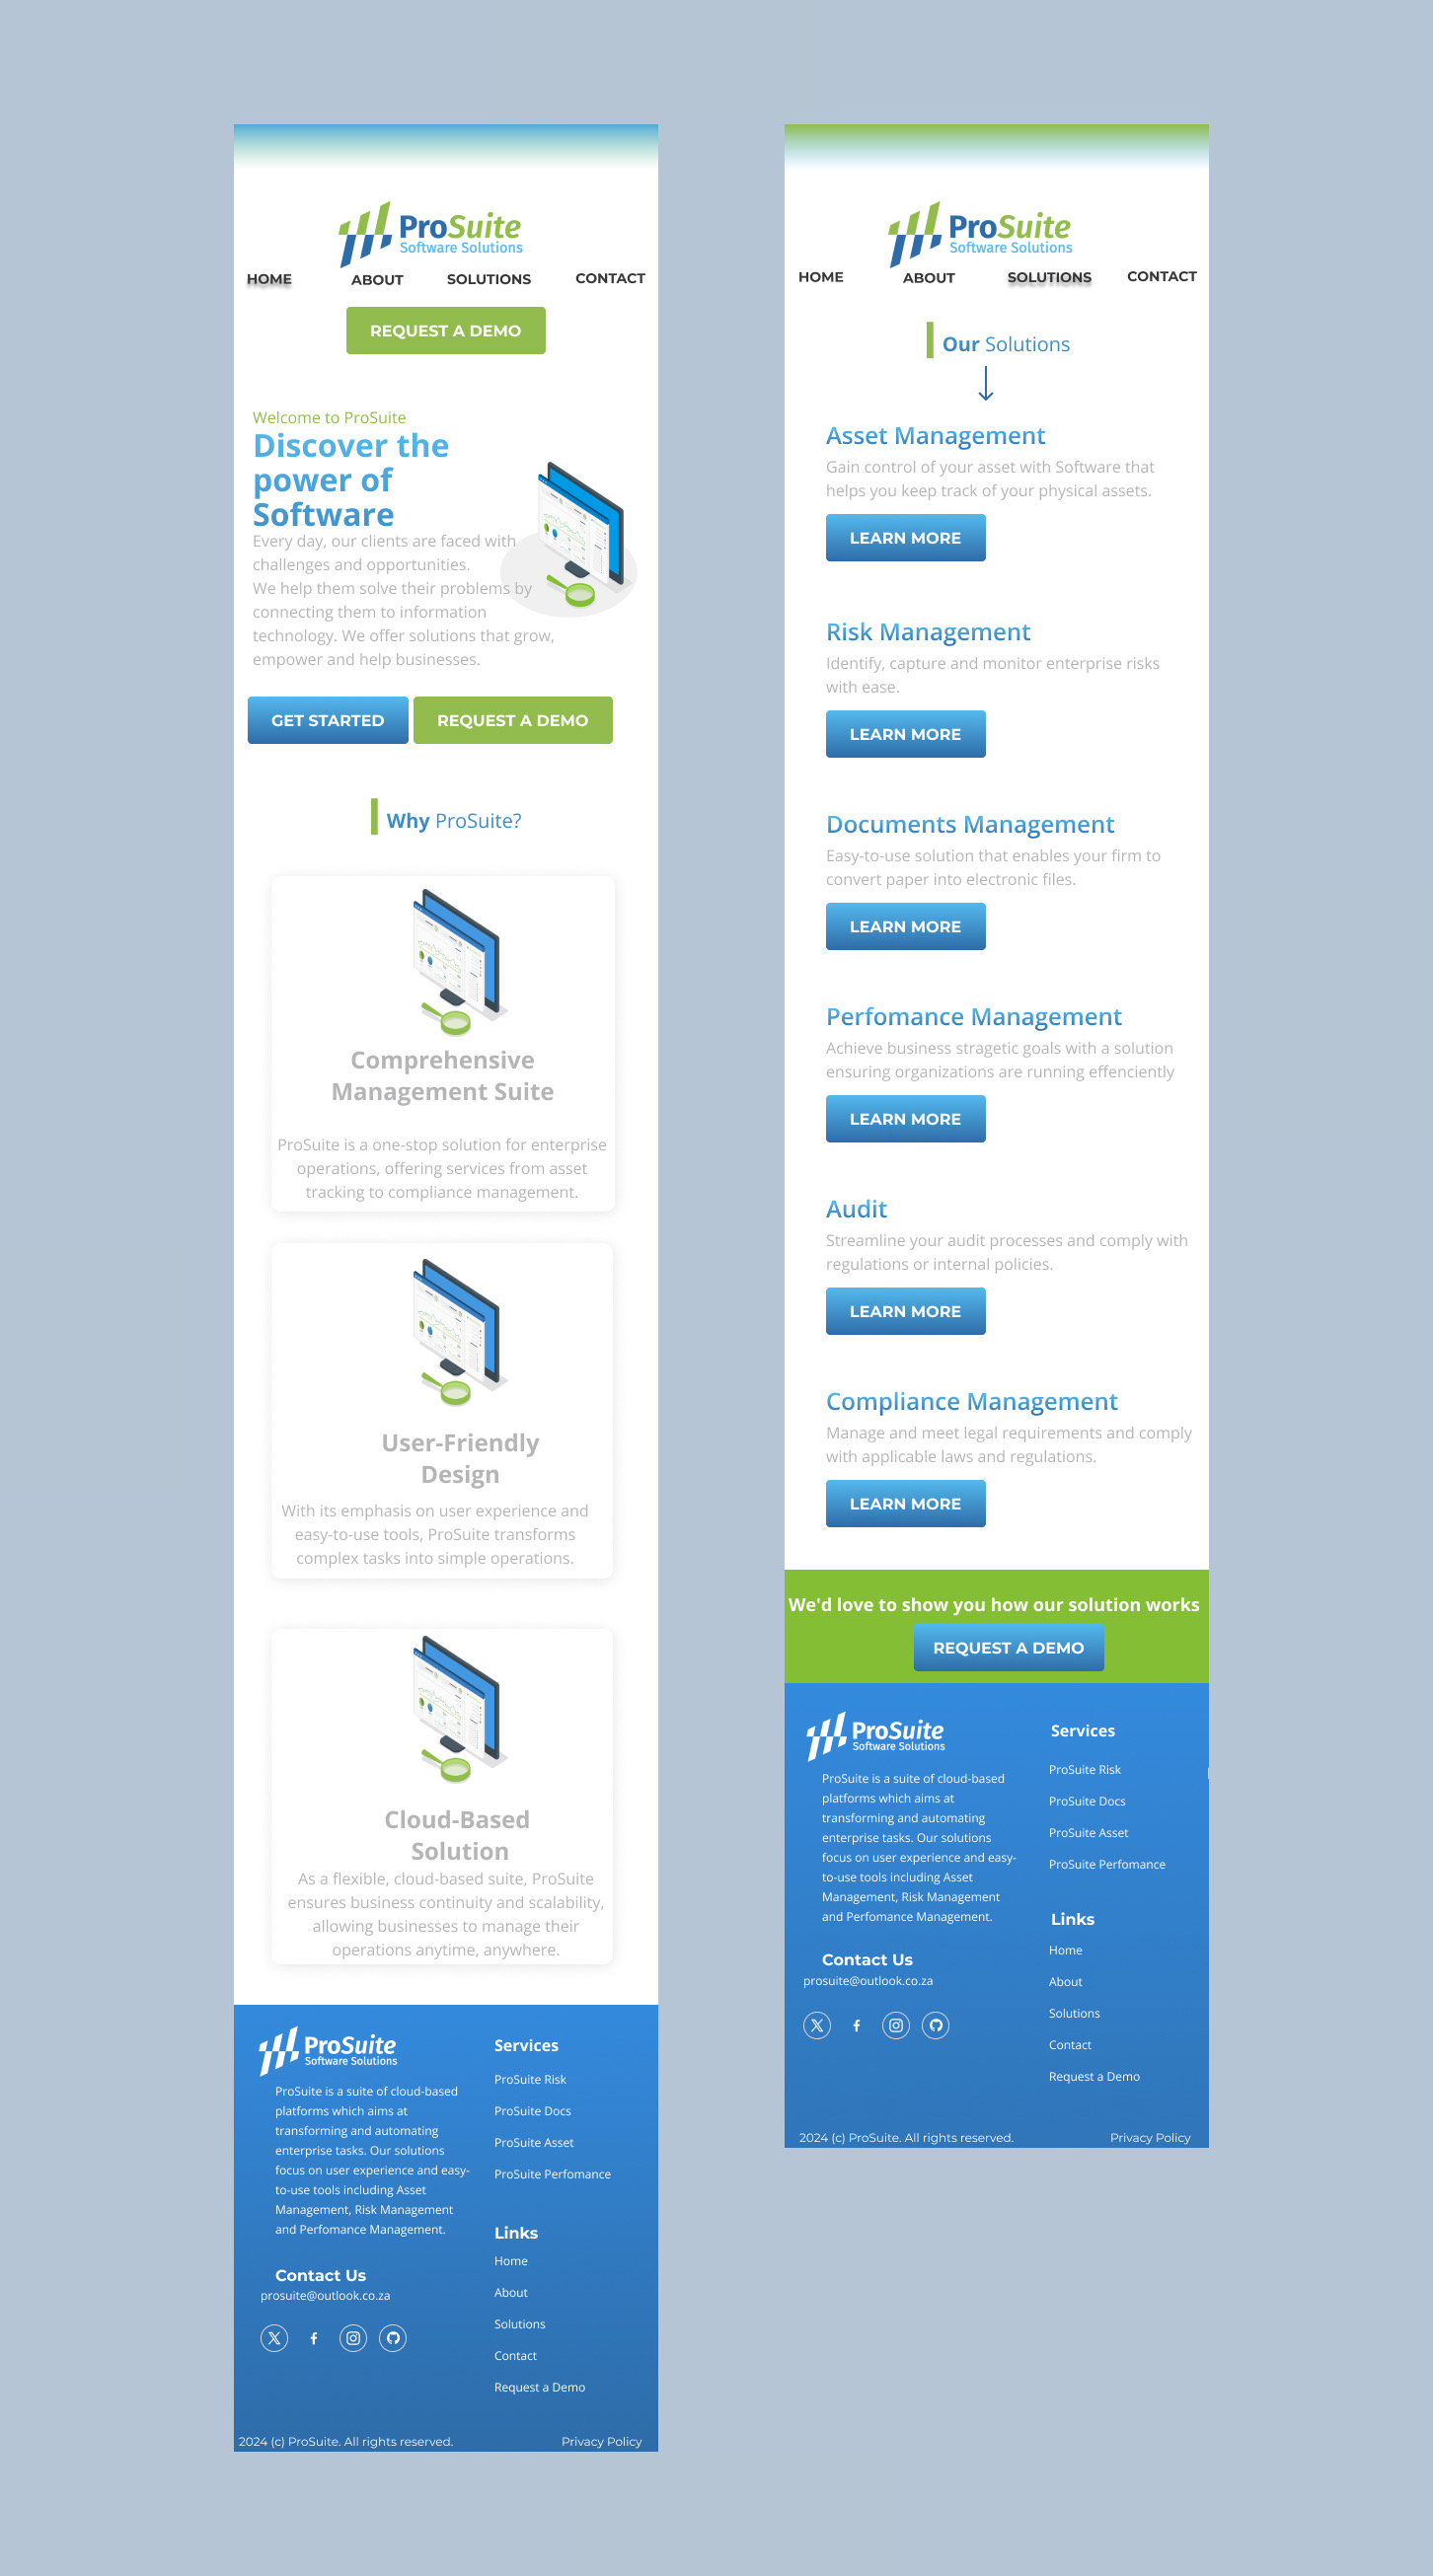 ProSuite
Software Solutions
HOME
ABOUT
SOLUTIONS
CONTACT
REQUEST A DEMO
Welcome to ProSuite
Discover the
power of
Software
Every day, our clients are faced with
challenges and opportunities.
We help them solve their problems by
connecting them to information
technology. We offer solutions that grow,
empower and help businesses.
GET STARTED
REQUEST A DEMO
Why ProSuite?
Comprehensive
Management Suite
ProSuite is a one-stop solution for enterprise
operations, offering services from asset
tracking to compliance management.
User-Friendly
Design
With its emphasis on user experience and
easy-to-use tools, ProSuite transforms
complex tasks into simple operations.
Cloud-Based
Solution
As a flexible, cloud-based suite, ProSuite
ensures business continuity and scalability,
allowing businesses to manage their
operations anytime, anywhere.
ProSuite
Software Solutions
ProSuite is a suite of cloud-based
platforms which aims at
transforming and automating
enterprise tasks. Our solutions
focus on user experience and easy-
to-use tools including Asset
Management, Risk Management
and Perfomance Management.
Contact Us
prosuite@outlook.co.za
Services
ProSuite Risk
ProSuite Docs
ProSuite Asset
ProSuite Perfomance
Links
Home
About
Solutions
Contact
Request a Demo
2024 (c) ProSuite. All rights reserved.
Privacy Policy
ProSuite
Software Solutions
HOME
ABOUT
SOLUTIONS
CONTACT
Our Solutions
Asset Management
Gain control of your asset with Software that
helps you keep track of your physical assets.
LEARN MORE
Risk Management
Identify, capture and monitor enterprise risks
with ease.
LEARN MORE
Documents Management
Easy-to-use solution that enables your firm to
convert paper into electronic files.
LEARN MORE
Perfomance Management
Achieve business stragetic goals with a solution
ensuring organizations are running effenciently
LEARN MORE
Audit
Streamline your audit processes and comply with
regulations or internal policies.
LEARN MORE
Compliance Management
Manage and meet legal requirements and comply
with applicable laws and regulations.
LEARN MORE
We'd love to show you how our solution works
REQUEST A DEMO
ProSuite
Software Solutions
ProSuite is a suite of cloud-based
platforms which aims at
transforming and automating
enterprise tasks. Our solutions
focus on user experience and easy-
to-use tools including Asset
Management, Risk Management
and Perfomance Management.
Contact Us
prosuite@outlook.co.za
Services
ProSuite Risk
ProSuite Docs
ProSuite Asset
ProSuite Perfomance
Links
Home
About
Solutions
Contact
Request a Demo
2024 (c) ProSuite. All rights reserved.
Privacy Policy